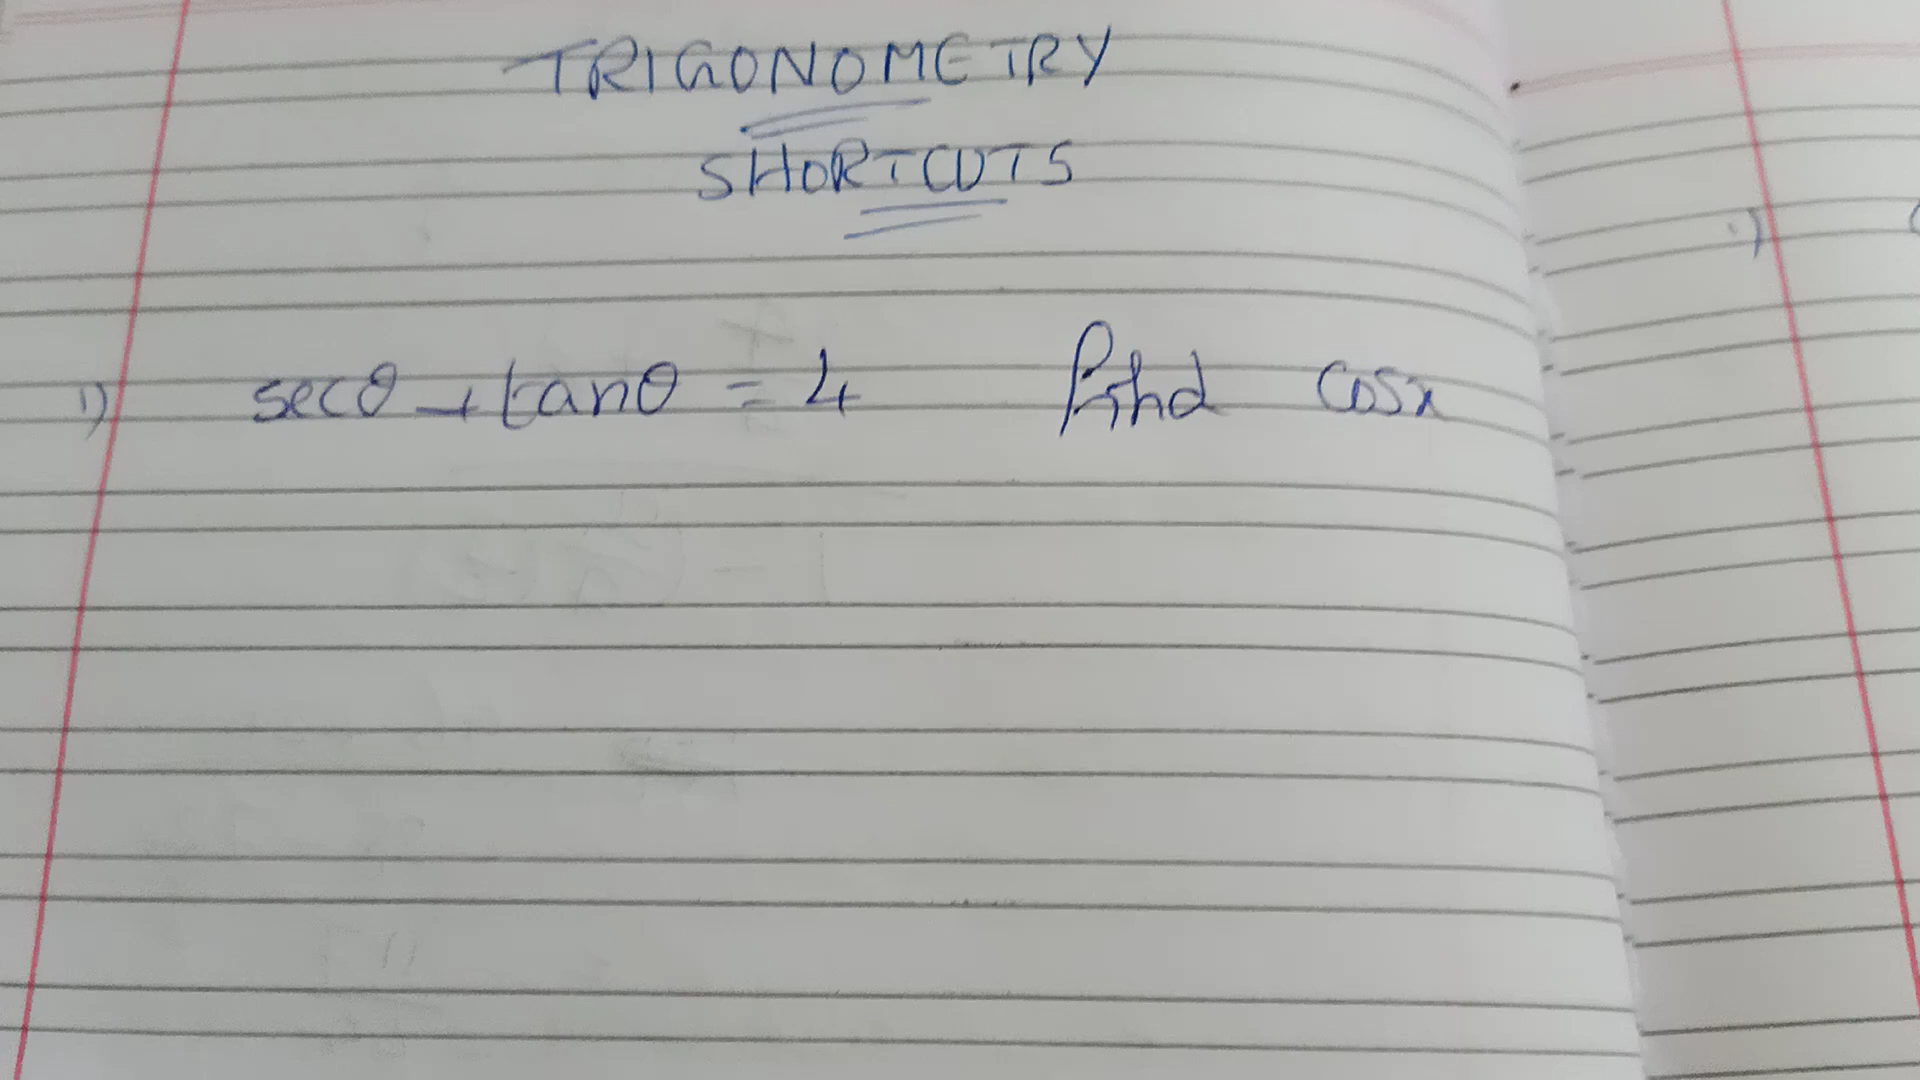 TRIGONOMETRY
SHORTCUTS
1) secθ + tanθ = 4 Find cosx